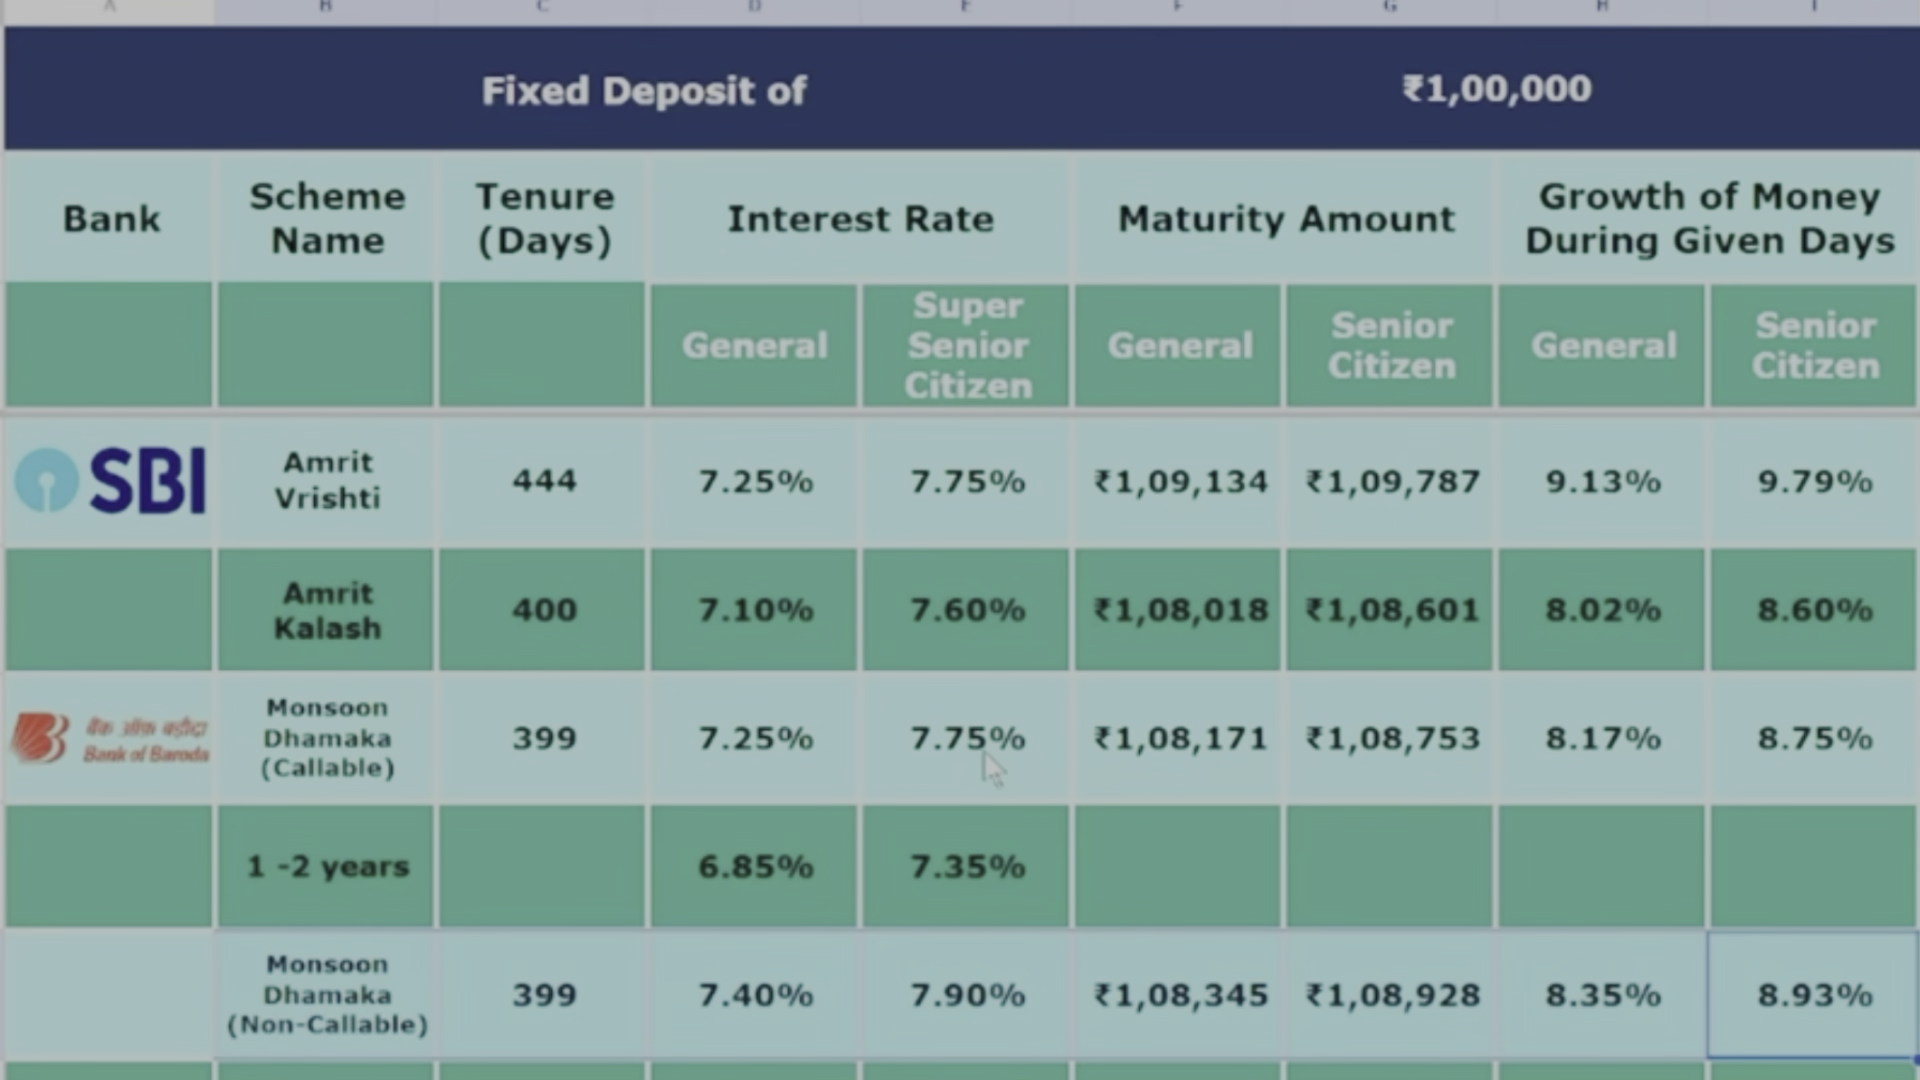 A B C D E F G H I
Fixed Deposit of ₹1,00,000
Bank
Scheme
Name
Tenure
(Days)
Interest Rate
Maturity Amount
Growth of Money
During Given Days
General
Super
Senior
Citizen
General
Senior
Citizen
General
Senior
Citizen
SBI
Amrit
Vrishti
444
7.25%
7.75%
₹1,09,134
₹1,09,787
9.13%
9.79%
Amrit
Kalash
400
7.10%
7.60%
₹1,08,018
₹1,08,601
8.02%
8.60%
बैंक ऑफ़ बड़ौदा
Bank of Baroda
Monsoon
Dhamaka
(Callable)
399
7.25%
7.75%
₹1,08,171
₹1,08,753
8.17%
8.75%
1 -2 years
6.85%
7.35%
Monsoon
Dhamaka
(Non-Callable)
399
7.40%
7.90%
₹1,08,345
₹1,08,928
8.35%
8.93%